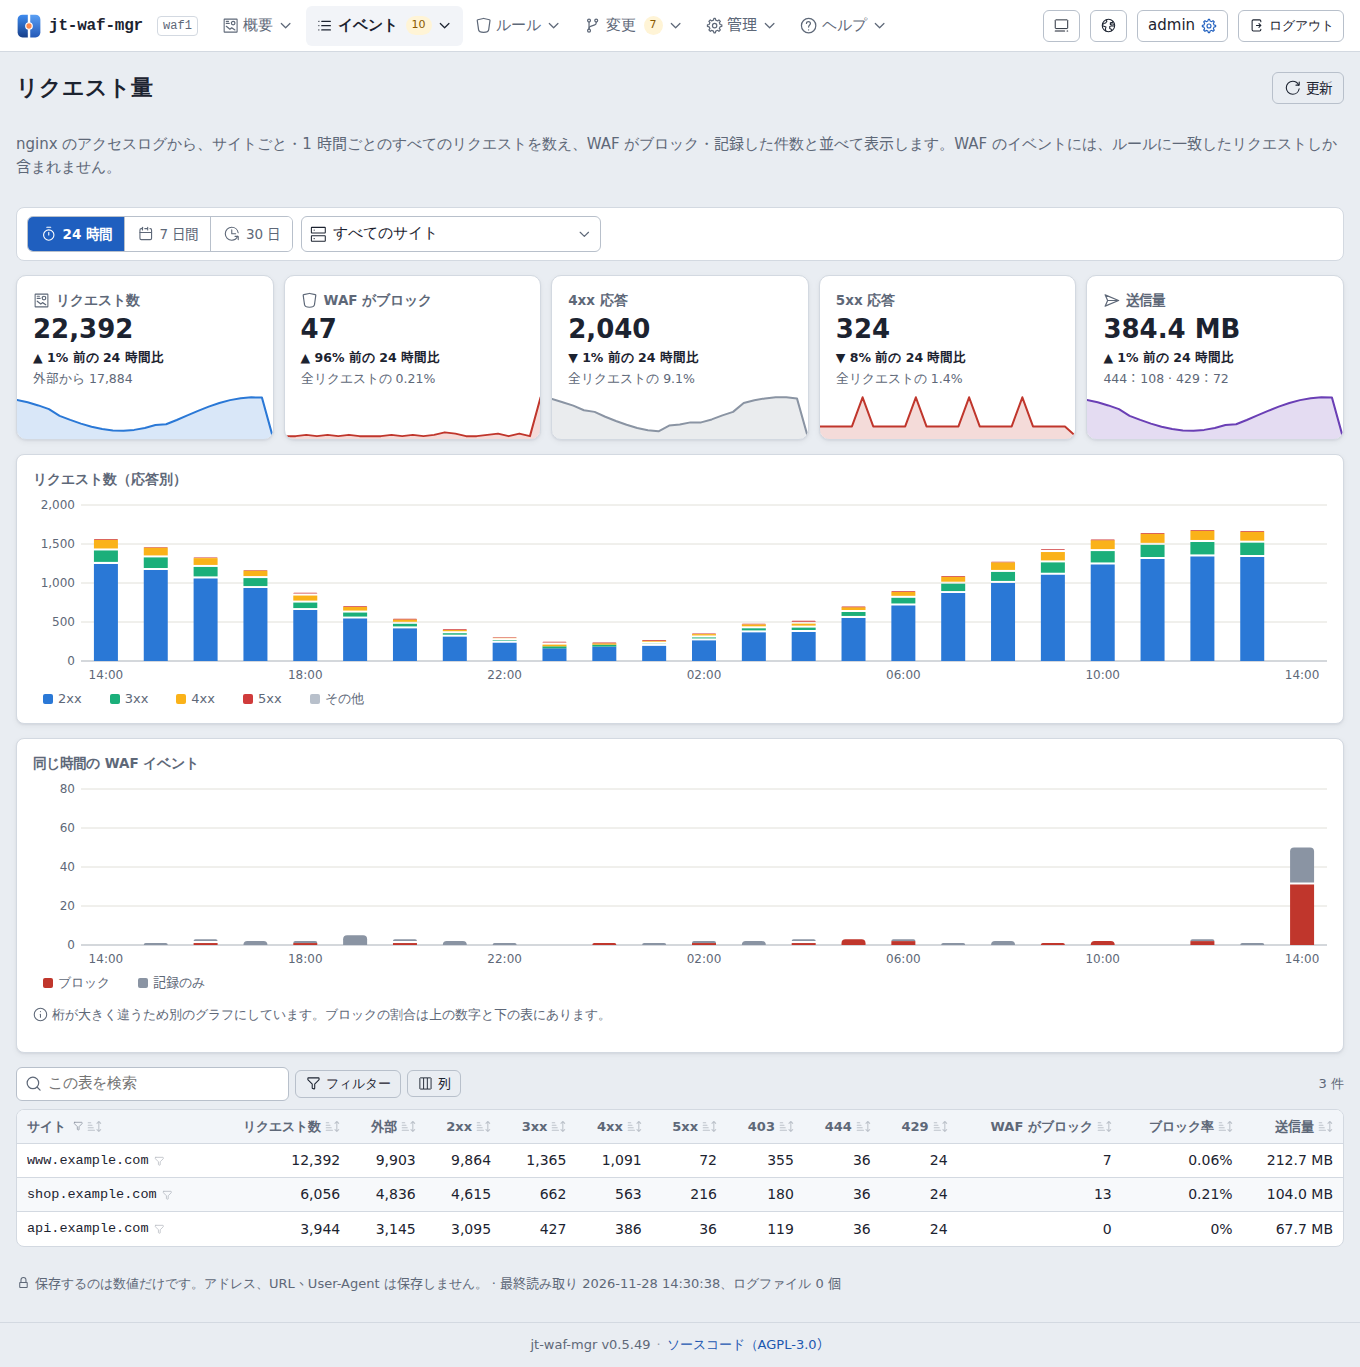 jt-waf-mgr waf1 概要 イベント 10 ルール 変更 7 管理 ヘルプ admin ログアウト
リクエスト量 更新
nginx のアクセスログから、サイトごと・1 時間ごとのすべてのリクエストを数え、WAF がブロック・記録した件数と並べて表示します。WAF のイベントには、ルールに一致したリクエストしか
含まれません。
24 時間 7 日間 30 日 すべてのサイト
リクエスト数 WAF がブロック 4xx 応答 5xx 応答 送信量
22,392 47 2,040 324 384.4 MB
▲ 1% 前の 24 時間比 ▲ 96% 前の 24 時間比 ▼ 1% 前の 24 時間比 ▼ 8% 前の 24 時間比 ▲ 1% 前の 24 時間比
外部から 17,884 全リクエストの 0.21% 全リクエストの 9.1% 全リクエストの 1.4% 444：108 · 429：72
リクエスト数（応答別）
2,000
1,500
1,000
500
0
14:00 18:00 22:00 02:00 06:00 10:00 14:00
2xx 3xx 4xx 5xx その他
同じ時間の WAF イベント
80
60
40
20
0
14:00 18:00 22:00 02:00 06:00 10:00 14:00
ブロック 記録のみ
桁が大きく違うため別のグラフにしています。ブロックの割合は上の数字と下の表にあります。
この表を検索 フィルター 列 3 件
サイト リクエスト数 外部 2xx 3xx 4xx 5xx 403 444 429 WAF がブロック ブロック率 送信量
www.example.com 12,392 9,903 9,864 1,365 1,091 72 355 36 24 7 0.06% 212.7 MB
shop.example.com 6,056 4,836 4,615 662 563 216 180 36 24 13 0.21% 104.0 MB
api.example.com 3,944 3,145 3,095 427 386 36 119 36 24 0 0% 67.7 MB
保存するのは数値だけです。アドレス、URL、User-Agent は保存しません。 · 最終読み取り 2026-11-28 14:30:38、ログファイル 0 個
jt-waf-mgr v0.5.49 · ソースコード（AGPL-3.0）